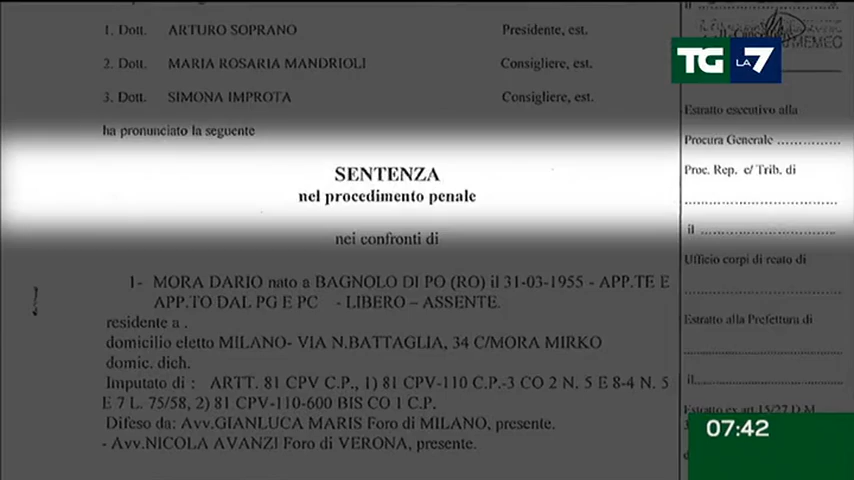 1. Dott. ARTURO SOPRANO Presidente, est.
2. Dott. MARIA ROSARIA MANDRIOLI Consigliere, est.
3. Dott. SIMONA IMPROTA Consigliere, est.
ha pronunciato la seguente
SENTENZA
nel procedimento penale
nei confronti di
1- MORA DARIO nato a BAGNOLO DI PO (RO) il 31-03-1955 - APP.TE E
APP.TO DAL PG E PC - LIBERO – ASSENTE.
residente a .
domicilio eletto MILANO- VIA N.BATTAGLIA, 34 C/MORA MIRKO
domic. dich.
Imputato di : ARTT. 81 CPV C.P., 1) 81 CPV-110 C.P.-3 CO 2 N. 5 E 8-4 N. 5
E 7 L. 75/58, 2) 81 CPV-110-600 BIS CO 1 C.P.
Difeso da: Avv.GIANLUCA MARIS Foro di MILANO, presente.
- Avv.NICOLA AVANZI Foro di VERONA, presente.
il
TG LA7
Estratto esecutivo alla
Procura Generale ...............
Proc. Rep. c/ Trib. di
il ........................
Ufficio corpi di reato di
Estratto alla Prefettura di
il........................
Estratto ex art.15/27 D.M.
07:42